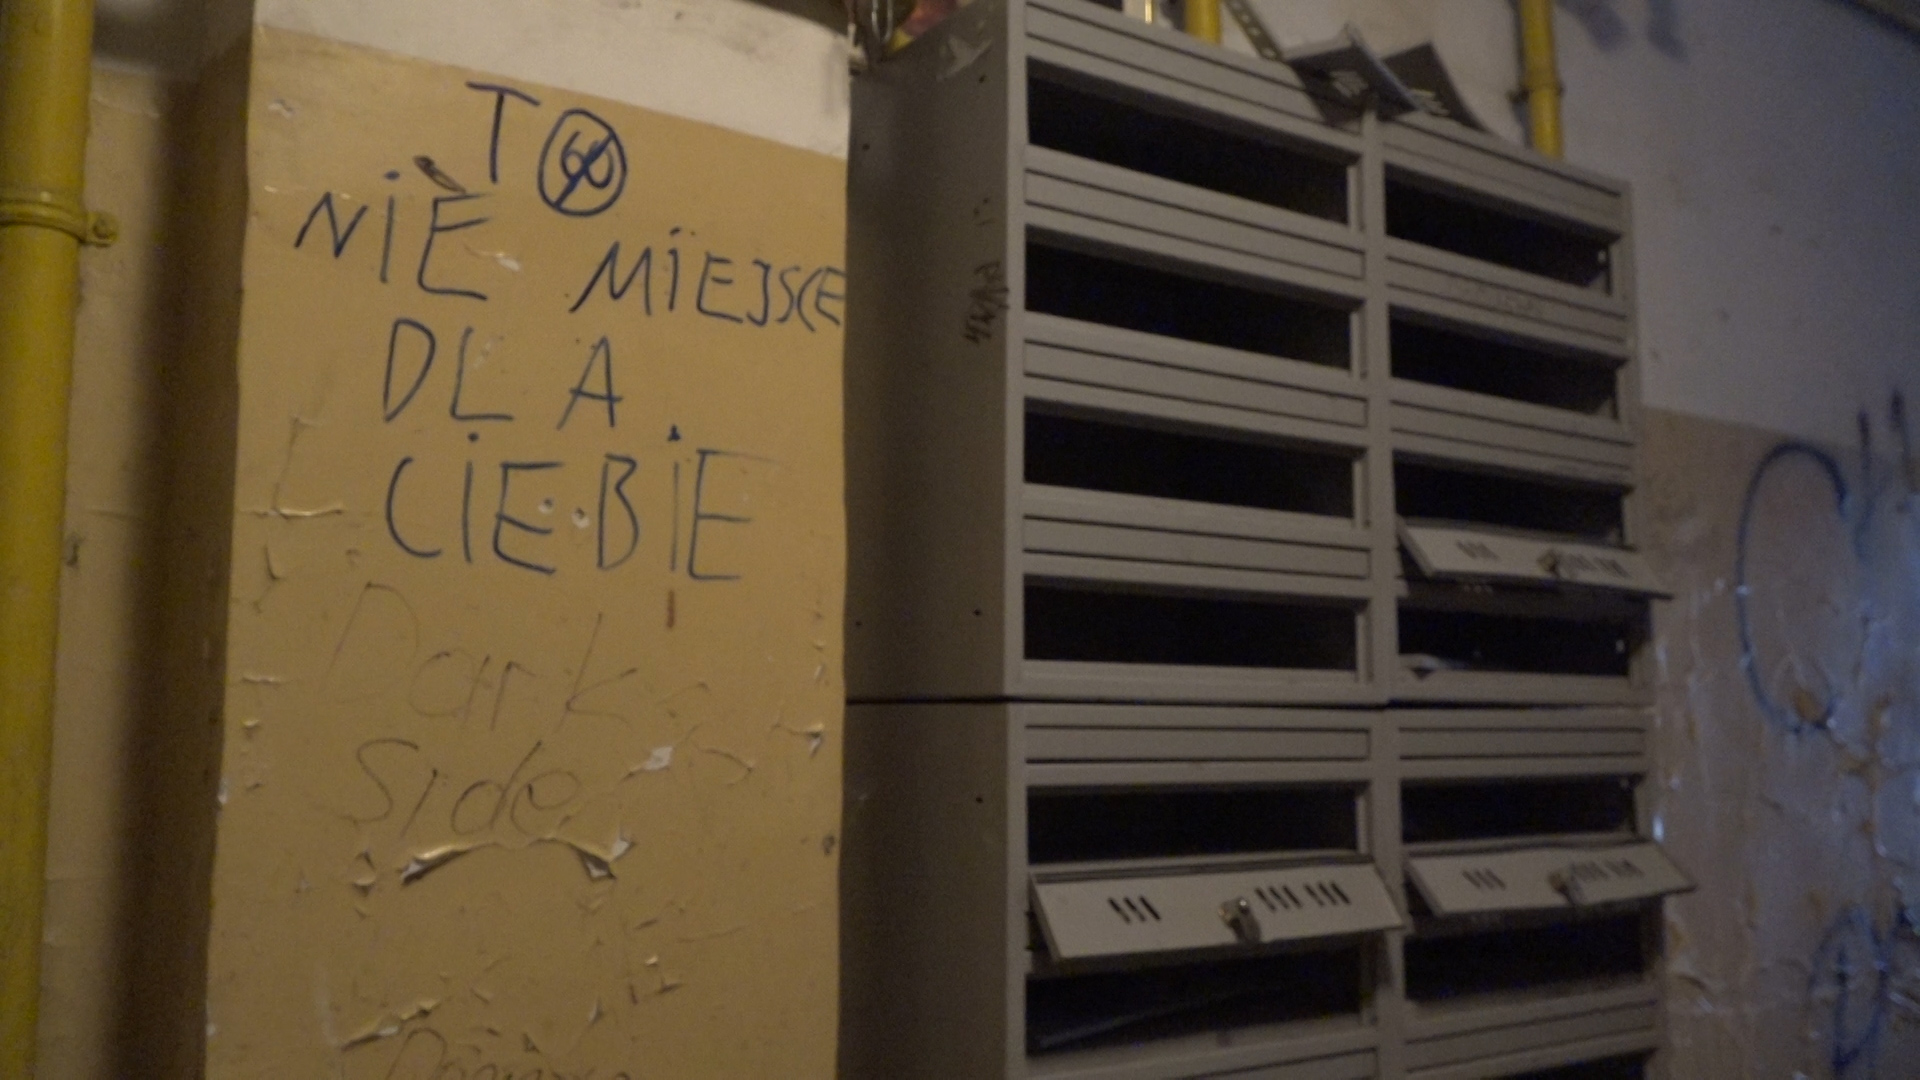 TO
NIE MIEJSCE
DLA
CIEBIE
Dark
Side